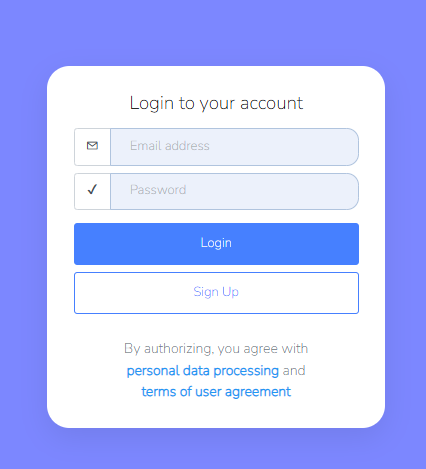 Login to your account
Email address
Password
Login
Sign Up
By authorizing, you agree with
personal data processing and
terms of user agreement